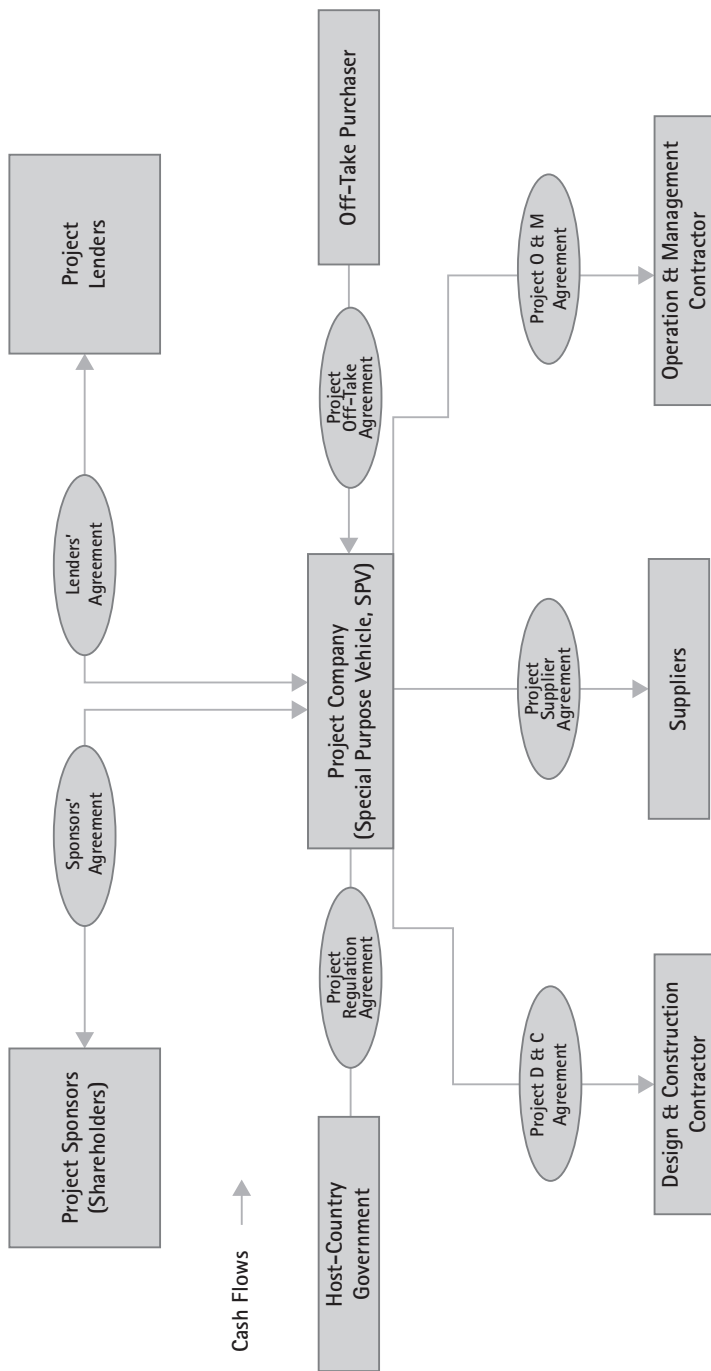 Project Sponsors
(Shareholders)
Sponsors'
Agreement
Lenders'
Agreement
Project
Lenders
Cash Flows
Host-Country
Government
Project
Regulation
Agreement
Project Company
(Special Purpose Vehicle, SPV)
Project
Off-Take
Agreement
Off-Take Purchaser
Project D & C
Agreement
Project
Supplier
Agreement
Project O & M
Agreement
Design & Construction
Contractor
Suppliers
Operation & Management
Contractor